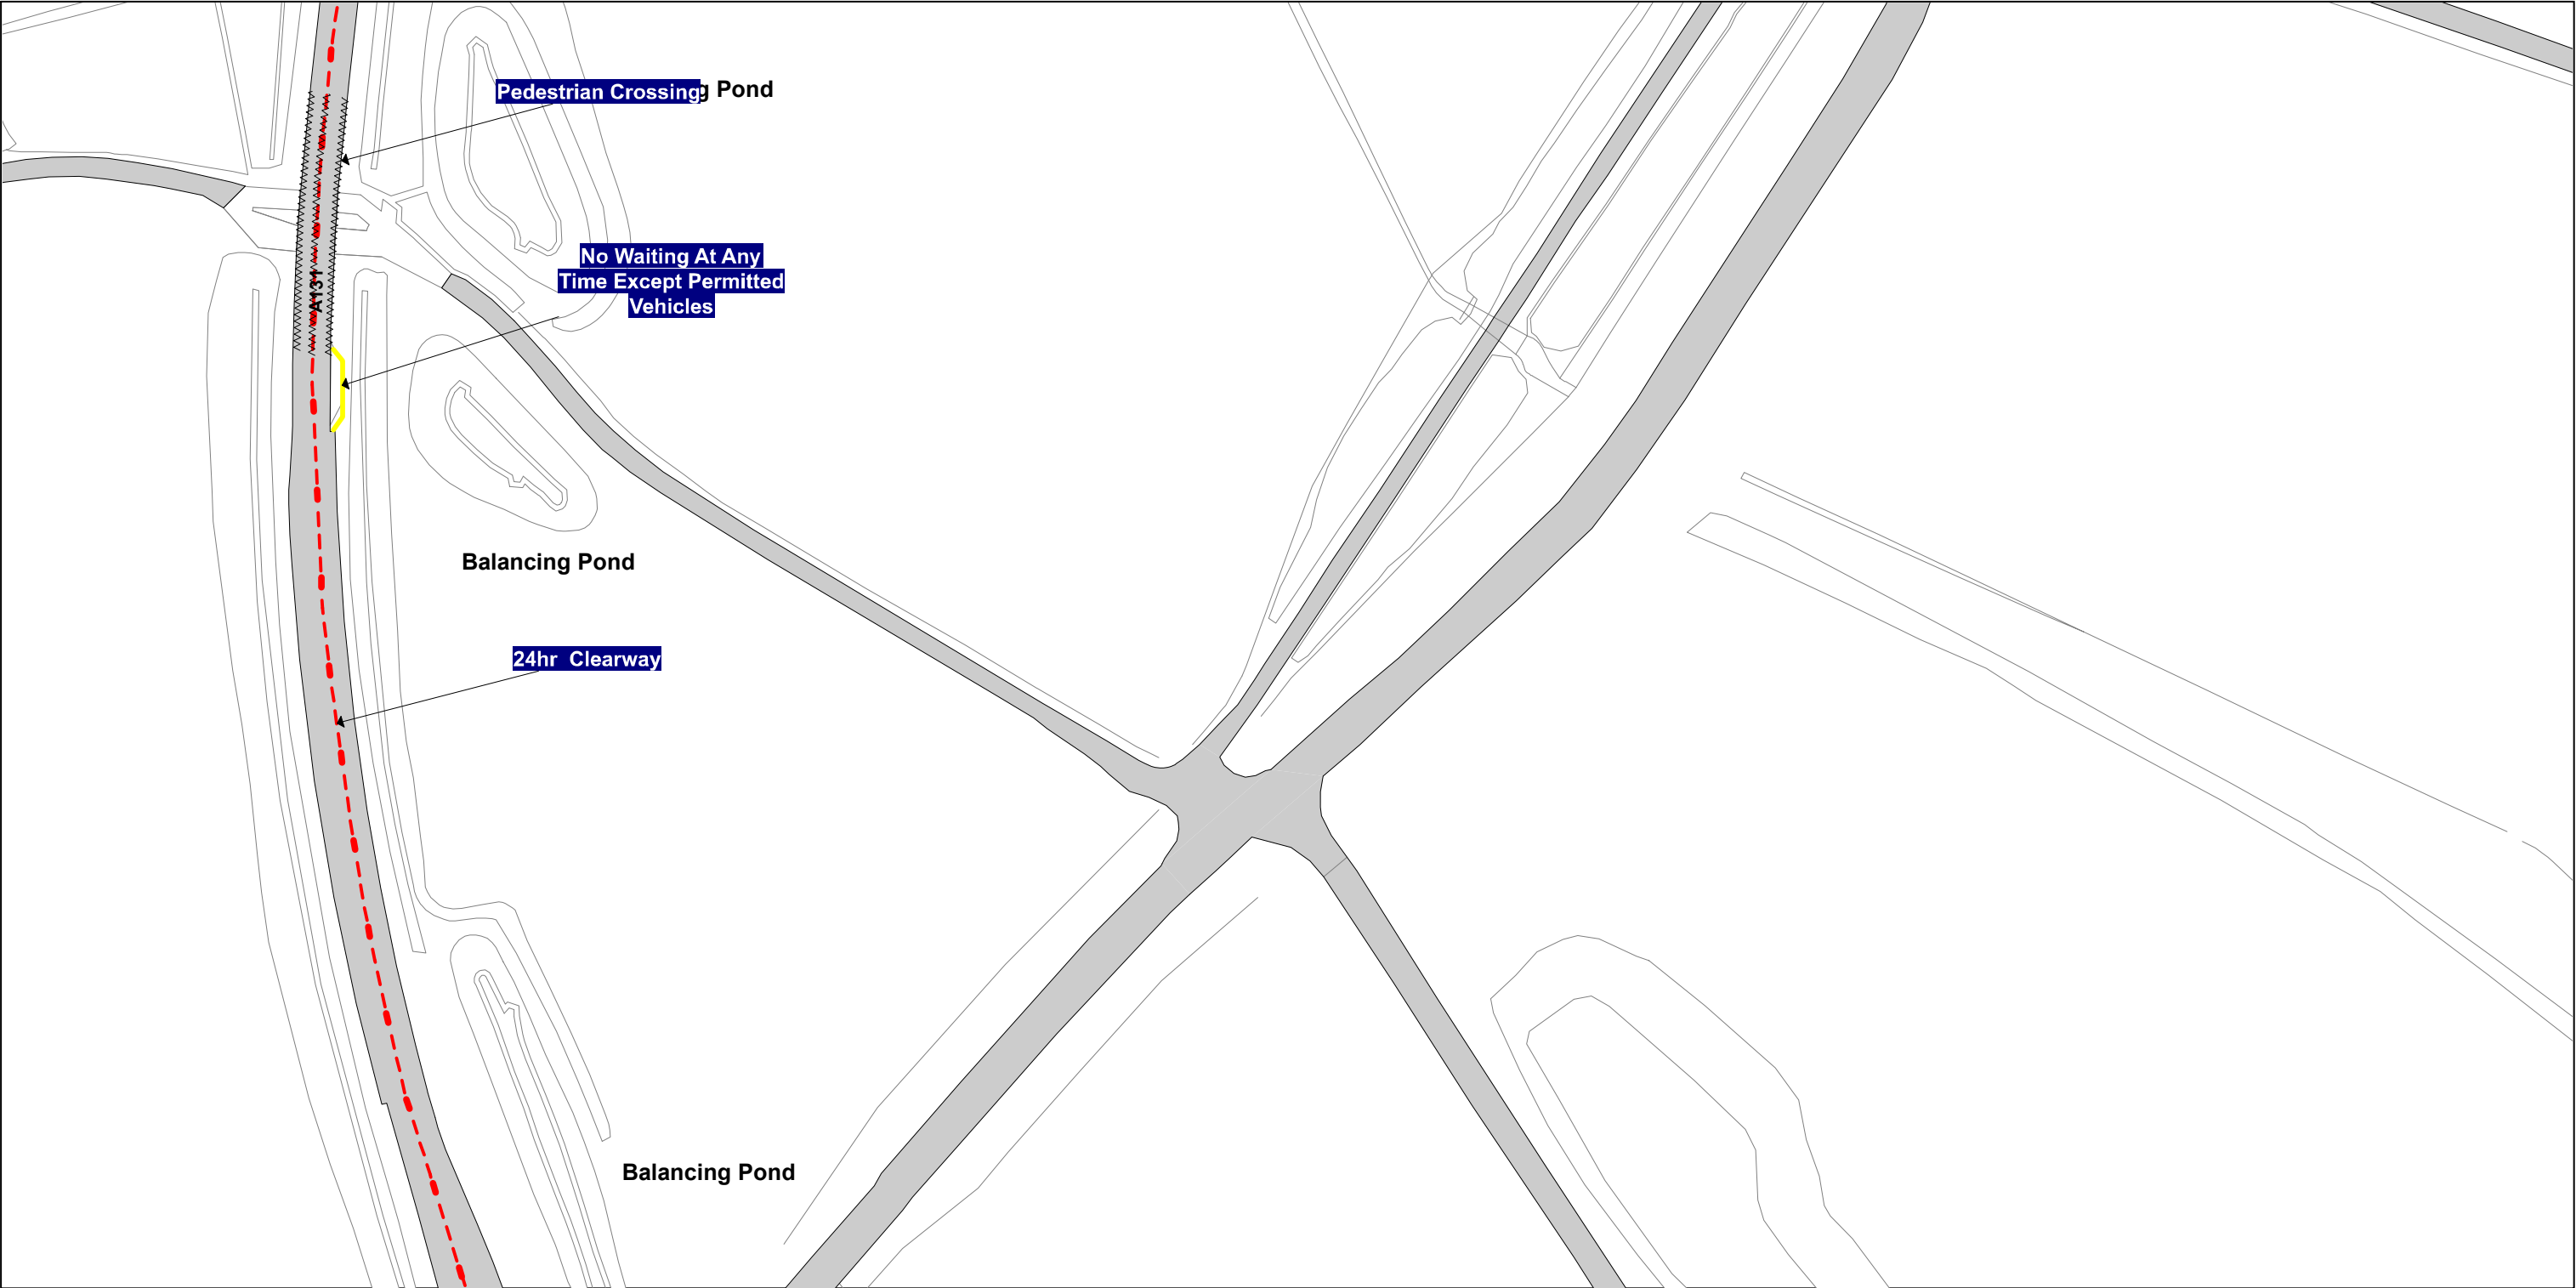 Pedestrian Crossing
g Pond
No Waiting At Any
Time Except Permitted
Vehicles
A131
Balancing Pond
24hr  Clearway
Balancing Pond